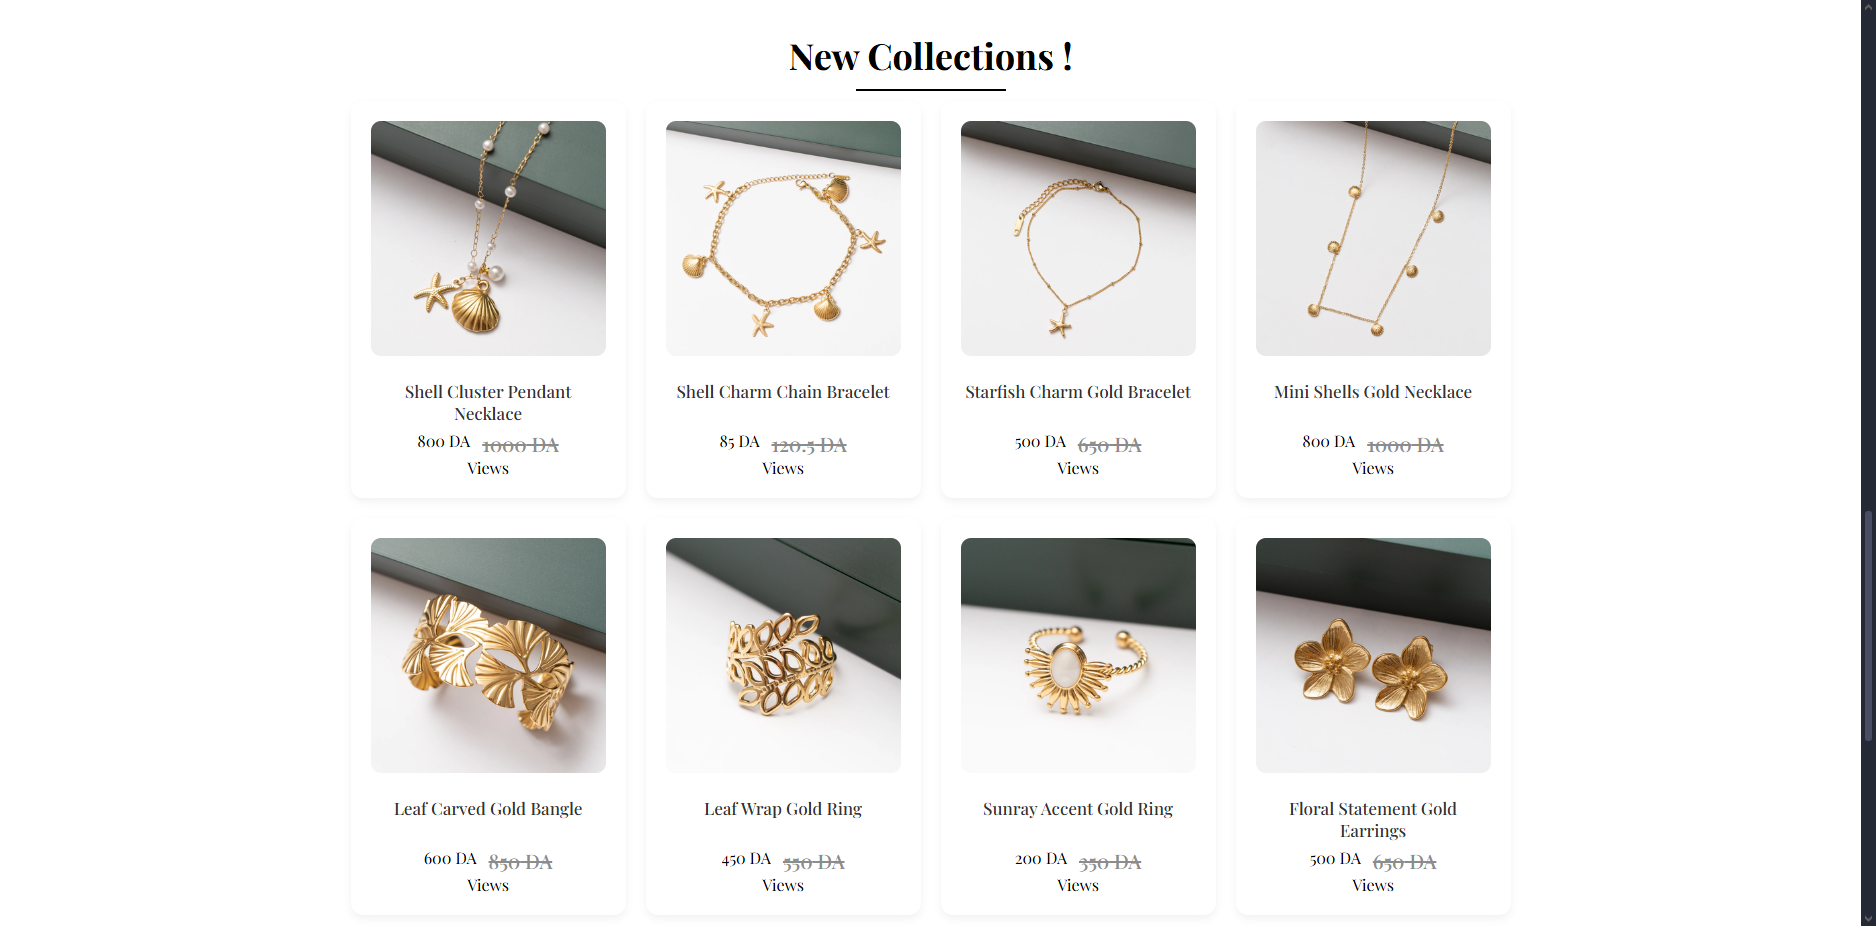 New Collections !
Shell Cluster Pendant
Necklace
800 DA 1000 DA
Views
Shell Charm Chain Bracelet
85 DA 120.5 DA
Views
Starfish Charm Gold Bracelet
500 DA 650 DA
Views
Mini Shells Gold Necklace
800 DA 1000 DA
Views
Leaf Carved Gold Bangle
600 DA 850 DA
Views
Leaf Wrap Gold Ring
450 DA 550 DA
Views
Sunray Accent Gold Ring
200 DA 350 DA
Views
Floral Statement Gold
Earrings
500 DA 650 DA
Views